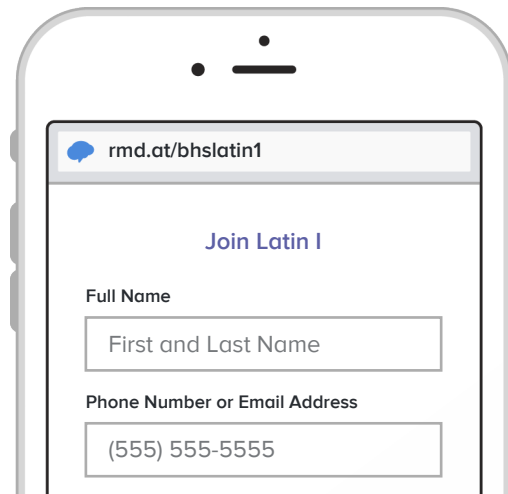 rmd.at/bhslatin1
Join Latin I
Full Name
First and Last Name
Phone Number or Email Address
(555) 555-5555